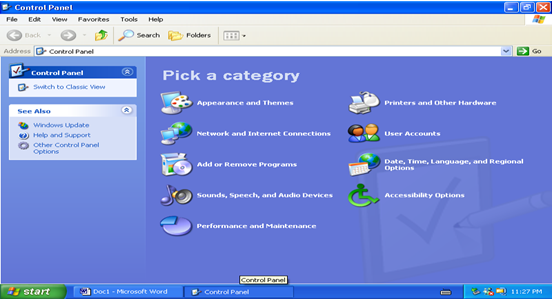 Control Panel
File Edit View Favorites Tools Help
Back Search Folders
Address Control Panel Go
Control Panel
Switch to Classic View
See Also
Windows Update
Help and Support
Other Control Panel
Options
Pick a category
Appearance and Themes
Printers and Other Hardware
Network and Internet Connections
User Accounts
Add or Remove Programs
Date, Time, Language, and Regional
Options
Sounds, Speech, and Audio Devices
Accessibility Options
Performance and Maintenance
Control Panel
start Doc1 - Microsoft Word Control Panel 11:27 PM